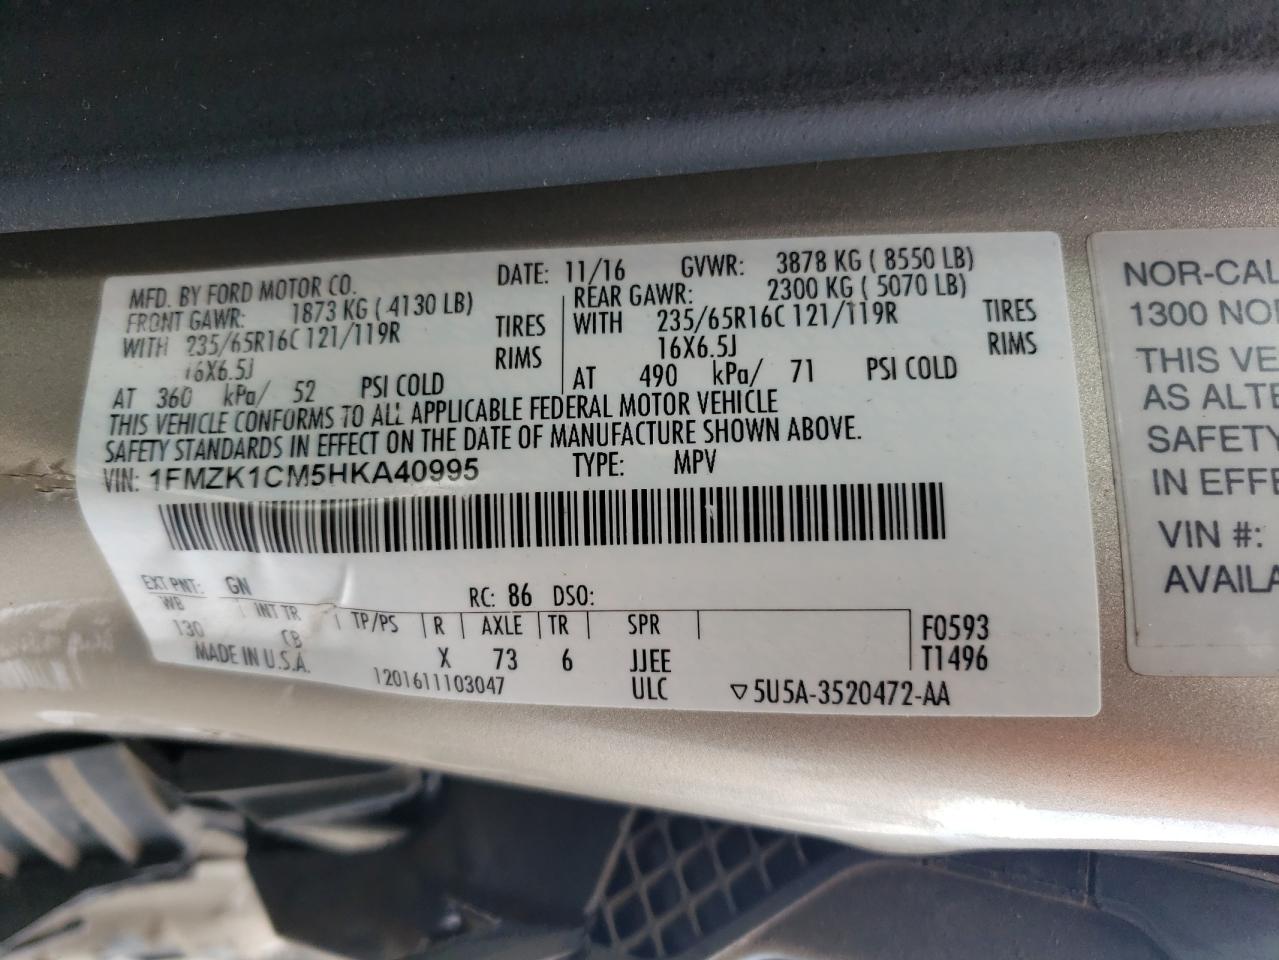 MFD. BY FORD MOTOR CO. DATE: 11/16 GVWR: 3878 KG ( 8550 LB)
FRONT GAWR: 1873 KG ( 4130 LB) REAR GAWR: 2300 KG ( 5070 LB)
WITH 235/65R16C 121/119R TIRES WITH 235/65R16C 121/119R TIRES
16X6.5J RIMS 16X6.5J RIMS
AT 360 kPa/ 52 PSI COLD AT 490 kPa/ 71 PSI COLD
THIS VEHICLE CONFORMS TO ALL APPLICABLE FEDERAL MOTOR VEHICLE
SAFETY STANDARDS IN EFFECT ON THE DATE OF MANUFACTURE SHOWN ABOVE.
VIN: 1FMZK1CM5HKA40995 TYPE: MPV
EXT PNT: GN RC: 86 DSO:
WB INT TR TP/PS R AXLE TR SPR F0593
130 CB X 73 6 JJEE T1496
MADE IN U.S.A. 1201611103047 ULC ▽5U5A-3520472-AA
NOR-CAL
1300
THIS
AS
SAFETY
IN
VIN #: